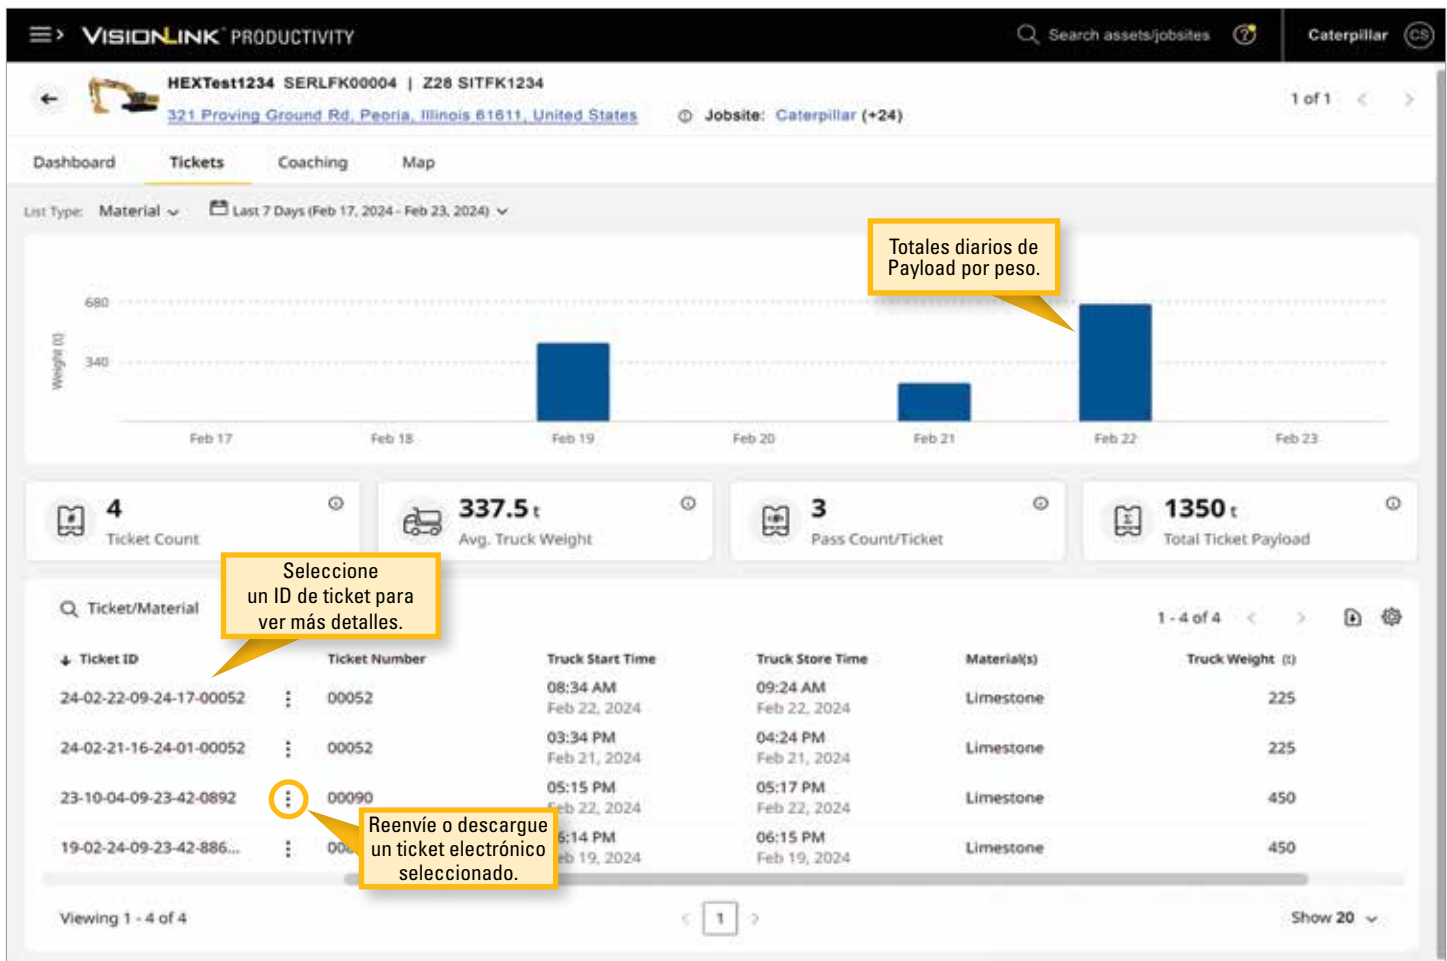 VISIONLINK PRODUCTIVITY
Search assets/jobsites
Caterpillar CS
HEXTest1234 SERLFK00004 | Z28 SITFK1234
321 Proving Ground Rd, Peoria, Illinois 61611, United States
Jobsite: Caterpillar (+24)
1 of 1 < >
Dashboard Tickets Coaching Map
List Type: Material
Last 7 Days (Feb 17, 2024 - Feb 23, 2024)
Totales diarios de
Payload por peso.
680
340
Weight (t)
Feb 17 Feb 18 Feb 19 Feb 20 Feb 21 Feb 22 Feb 23
4
Ticket Count
337.5 t
Avg. Truck Weight
3
Pass Count/Ticket
1350 t
Total Ticket Payload
Seleccione
un ID de ticket para
ver más detalles.
Ticket/Material
1 - 4 of 4 < >
Ticket ID Ticket Number Truck Start Time Truck Store Time Material(s) Truck Weight (t)
24-02-22-09-24-17-00052 00052 08:34 AM 09:24 AM Limestone 225
Feb 22, 2024 Feb 22, 2024
24-02-21-16-24-01-00052 00052 03:34 PM 04:24 PM Limestone 225
Feb 21, 2024 Feb 21, 2024
23-10-04-09-23-42-0892 00090 05:15 PM 05:17 PM Limestone 450
Feb 22, 2024 Feb 22, 2024
19-02-24-09-23-42-886... :14 PM 06:15 PM Limestone 450
19, 2024 Feb 19, 2024
Reenvíe o descargue
un ticket electrónico
seleccionado.
Viewing 1 - 4 of 4
< 1 >
Show 20